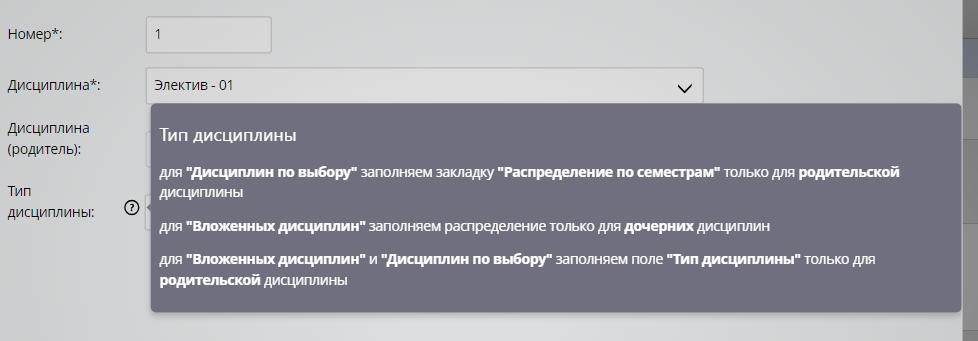 Номер*:
1
Дисциплина*:
Электив - 01
Дисциплина
(родитель):
Тип
дисциплины:
?
Тип дисциплины
для "Дисциплин по выбору" заполняем закладку "Распределение по семестрам" только для родительской
дисциплины
для "Вложенных дисциплин" заполняем распределение только для дочерних дисциплин
для "Вложенных дисциплин" и "Дисциплин по выбору" заполняем поле "Тип дисциплины" только для
родительской дисциплины